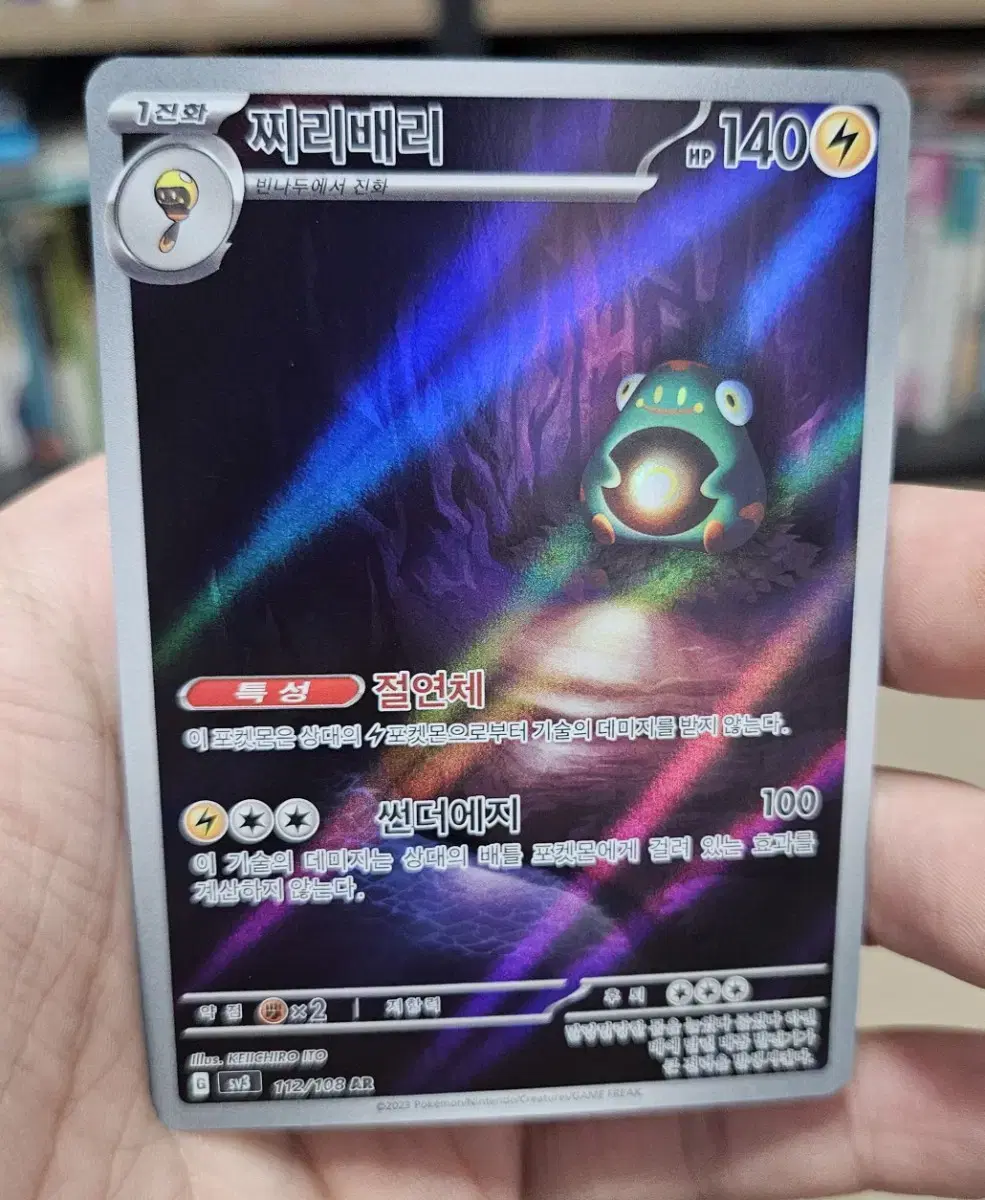 1진화
찌리배리
HP 140
빈나두에서 진화
특성 절연체
이 포켓몬은 상대의 포켓몬으로부터 기술의 데미지를 받지 않는다.
썬더에지 100
이 기술의 데미지는 상대의 배틀 포켓몬에게 걸려 있는 효과를
계산하지 않는다.
약점 ×2 저항력 후퇴
Illus. KEIICHIRO ITO
G sv3 112/108 AR
©2023 Pokémon/Nintendo/Creatures/GAME FREAK